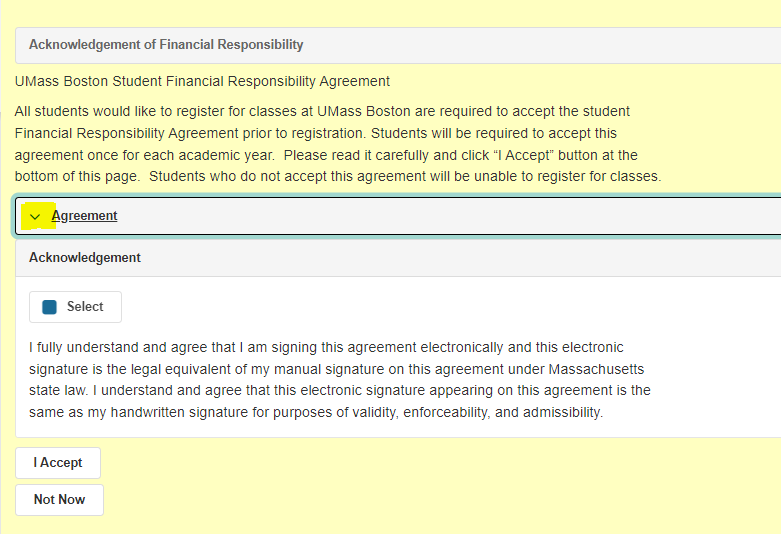 Acknowledgement of Financial Responsibility
UMass Boston Student Financial Responsibility Agreement
All students would like to register for classes at UMass Boston are required to accept the student
Financial Responsibility Agreement prior to registration. Students will be required to accept this
agreement once for each academic year.  Please read it carefully and click “I Accept” button at the
bottom of this page.  Students who do not accept this agreement will be unable to register for classes.
Agreement
Acknowledgement
Select
I fully understand and agree that I am signing this agreement electronically and this electronic
signature is the legal equivalent of my manual signature on this agreement under Massachusetts
state law. I understand and agree that this electronic signature appearing on this agreement is the
same as my handwritten signature for purposes of validity, enforceability, and admissibility.
I Accept
Not Now